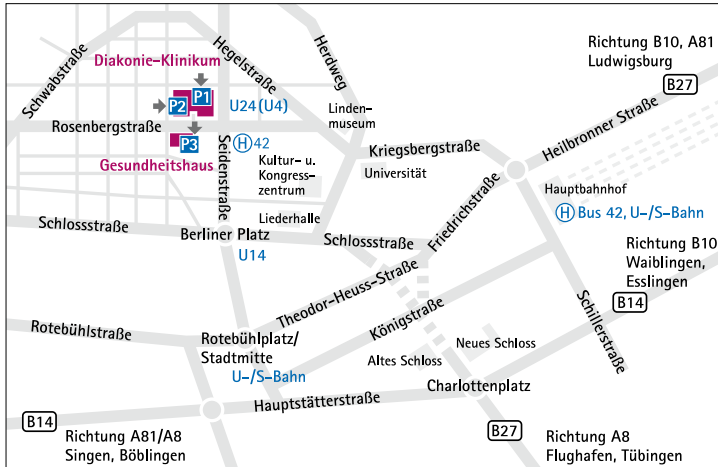 Schwabstraße
Diakonie-Klinikum
Hegelstraße
Herdweg
Richtung B10, A81
Ludwigsburg
B27
P1
P2
U24 (U4)
Linden-
museum
Rosenbergstraße
P3
H 42
Seidenstraße
Gesundheitshaus
Kultur- u.
Kongress-
zentrum
Kriegsbergstraße
Universität
Heilbronner Straße
Hauptbahnhof
H Bus 42, U-/S-Bahn
Friedrichstraße
Liederhalle
Schlossstraße
Berliner Platz
U14
Schlossstraße
Richtung B10
Waiblingen,
Esslingen
B14
Theodor-Heuss-Straße
Königstraße
Schillerstraße
Rotebühlstraße
Rotebühlplatz/
Stadtmitte
U-/S-Bahn
Neues Schloss
Altes Schloss
Charlottenplatz
Hauptstätterstraße
B14
Richtung A81/A8
Singen, Böblingen
B27
Richtung A8
Flughafen, Tübingen